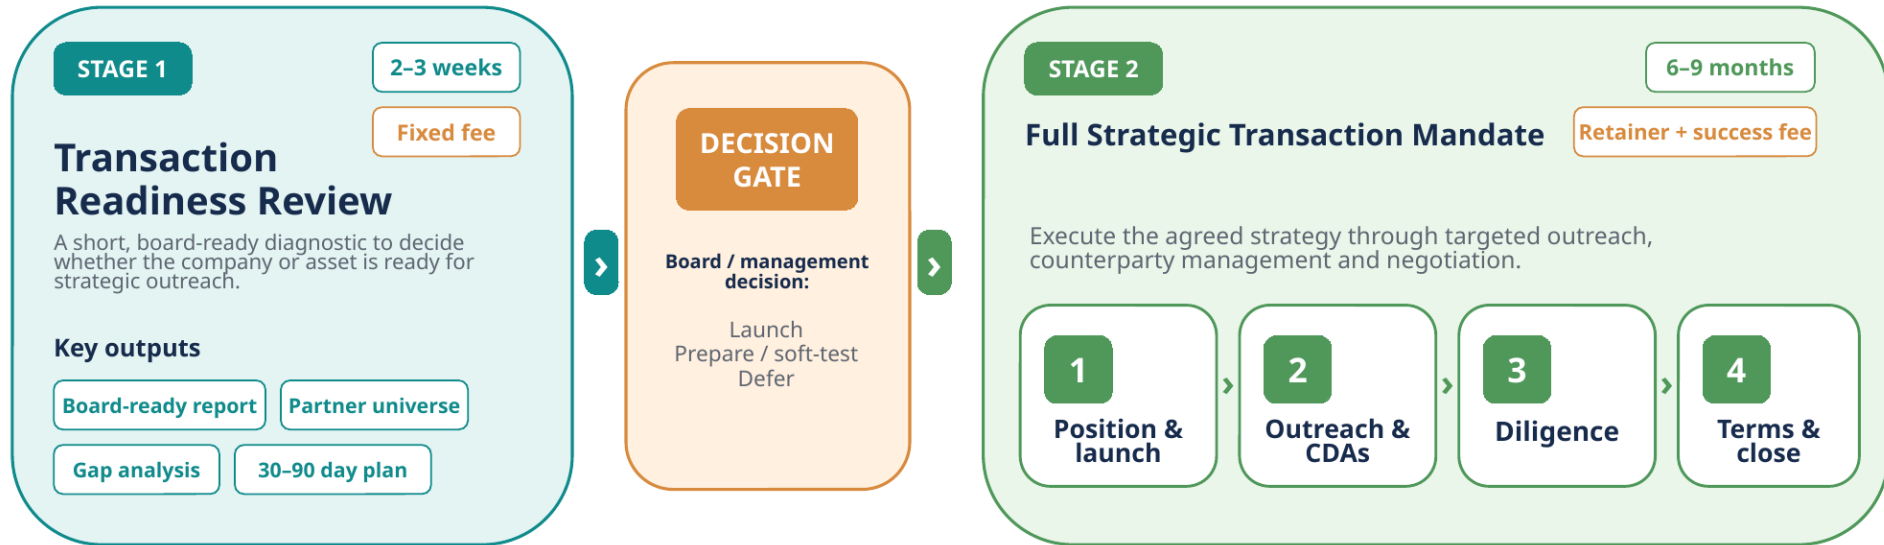 STAGE 1
2–3 weeks
Fixed fee
Transaction
Readiness Review
A short, board-ready diagnostic to decide
whether the company or asset is ready for
strategic outreach.
Key outputs
Board-ready report
Partner universe
Gap analysis
30–90 day plan
›
DECISION
GATE
Board / management
decision:
Launch
Prepare / soft-test
Defer
›
STAGE 2
6–9 months
Full Strategic Transaction Mandate
Retainer + success fee
Execute the agreed strategy through targeted outreach,
counterparty management and negotiation.
1
Position &
launch
›
2
Outreach &
CDAs
›
3
Diligence
›
4
Terms &
close